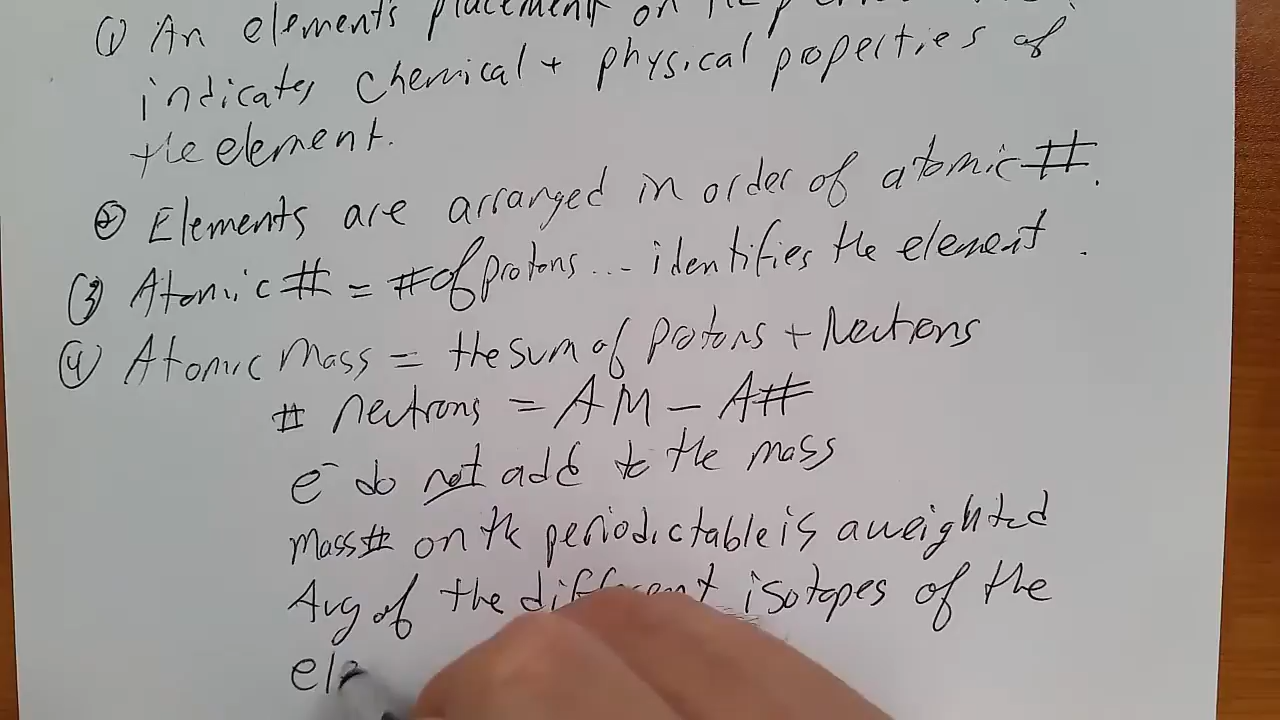 ① An elements placement on the
indicates chemical + physical properties of
the element.
② Elements are arranged in order of atomic #.
③ Atomic # = # of protons... identifies the element.
④ Atomic Mass = the sum of protons + Neutrons
# neutrons = AM - A#
e⁻ do not add to the mass
Mass# on the periodic table is a weighted
Avg of the different isotopes of the
ele